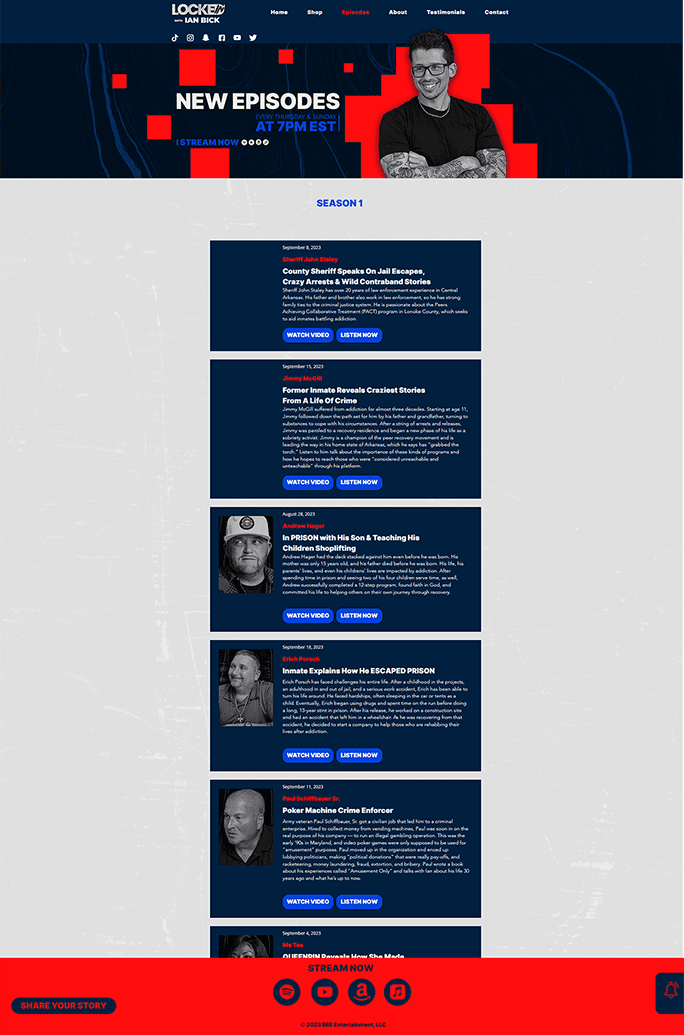 LOCKED IN
WITH IAN BICK
Home Shop Episodes About Testimonials Contact
NEW EPISODES
EVERY THURSDAY & SUNDAY
AT 7PM EST
STREAM NOW
SEASON 1
September 8, 2023
Sheriff John Staley
County Sheriff Speaks On Jail Escapes,
Crazy Arrests & Wild Contraband Stories
Sheriff John Staley has over 20 years of law enforcement experience in Central
Arkansas. His father and brother also work in law enforcement, so he has strong
family ties to the criminal justice system. He is passionate about the Peers
Achieving Collaborative Treatment (PACT) program in Lonoke County, which seeks
to aid inmates battling addiction.
WATCH VIDEO LISTEN NOW
September 15, 2023
Jimmy McGill
Former Inmate Reveals Craziest Stories
From A Life Of Crime
Jimmy McGill suffered from addiction for almost three decades. Starting at age 11,
Jimmy followed down the path set for him by his father and grandfather, turning to
substances to cope with his circumstances. After a string of arrests and releases,
Jimmy was paroled to a recovery residence and began a new phase of his life as a
sobriety activist. Jimmy is a champion of the peer recovery movement and is
leading the way in his home state of Arkansas, which he says has "grabbed the
torch." Listen to him talk about the importance of these kinds of programs and
how he hopes to reach those who were "considered unreachable and
unteachable" through his platform.
WATCH VIDEO LISTEN NOW
August 28, 2023
Andrew Hager
In PRISON with His Son & Teaching His
Children Shoplifting
Andrew Hager had the deck stacked against him even before he was born. His
mother was only 15 years old, and his father died before he was born. His life, his
parents' lives, and even his childrens' lives are impacted by addiction. After
spending time in prison and seeing two of his four children serve time, as well,
Andrew successfully completed a 12-step program, found faith in God, and
committed his life to helping others on their own journey through recovery.
WATCH VIDEO LISTEN NOW
September 18, 2023
Erich Porsch
Inmate Explains How He ESCAPED PRISON
Erich Porsch has faced challenges his entire life. After a childhood in the projects,
an adulthood in and out of jail, and a serious work accident, Erich has been able to
turn his life around. He faced hardships, often sleeping in the car or tents as a
child. Eventually, Erich began using drugs and spent time on the run before doing
a long, 13-year stint in prison. After his release, he worked on a construction site
and had an accident that left him in a wheelchair. As he was recovering from that
accident, he decided to start a company to help those who are rehabbing their
lives after addiction.
WATCH VIDEO LISTEN NOW
September 11, 2023
Paul Schiffbauer Sr.
Poker Machine Crime Enforcer
Army veteran Paul Schiffbauer, Sr. got a civilian job that led him to a criminal
enterprise. Hired to collect money from vending machines, Paul was soon in on the
real purpose of his company — to run an illegal gambling operation. This was the
early '90s in Maryland, and video poker games were only supposed to be used for
"amusement" purposes. Paul moved up in the organization and ended up
lobbying politicians, making "political donations" that were really pay-offs, and
racketeering, money laundering, fraud, extortion, and bribery. Paul wrote a book
about his experiences called "Amusement Only" and talks with Ian about his life 30
years ago and what he's up to now.
WATCH VIDEO LISTEN NOW
September 4, 2023
Ms Tee
QUEENPIN Reveals How She Made
STREAM NOW
SHARE YOUR STORY
© 2023 BBE Entertainment, LLC